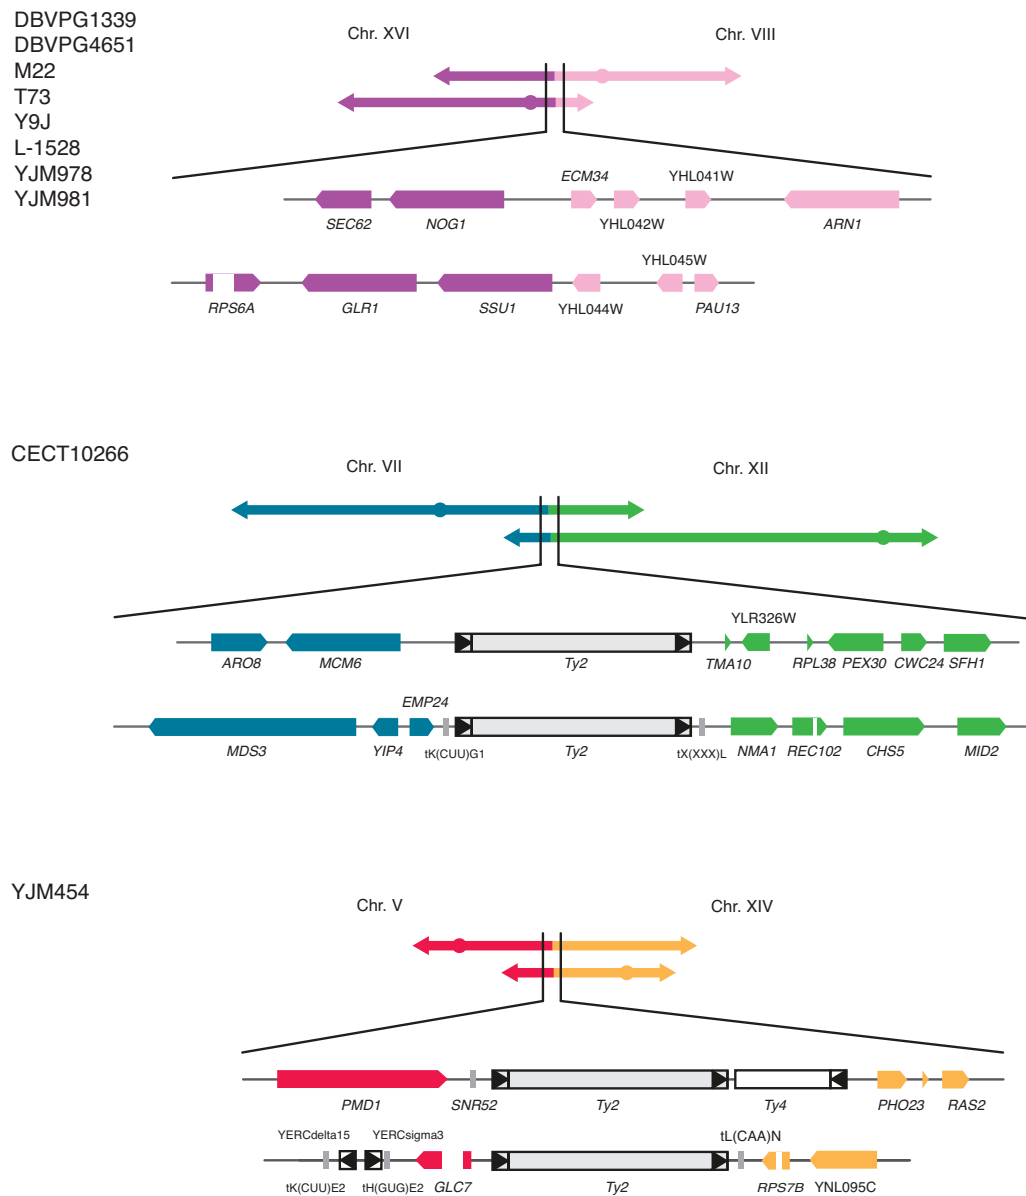 DBVPG1339
DBVPG4651
M22
T73
Y9J
L-1528
YJM978
YJM981
Chr. XVI
Chr. VIII
ECM34
YHL041W
SEC62
NOG1
YHL042W
ARN1
YHL045W
RPS6A
GLR1
SSU1
YHL044W
PAU13
CECT10266
Chr. VII
Chr. XII
YLR326W
ARO8
MCM6
Ty2
TMA10
RPL38
PEX30
CWC24
SFH1
EMP24
MDS3
YIP4
tK(CUU)G1
Ty2
tX(XXX)L
NMA1
REC102
CHS5
MID2
YJM454
Chr. V
Chr. XIV
PMD1
SNR52
Ty2
Ty4
PHO23
RAS2
YERCdelta15
YERCsigma3
tL(CAA)N
tK(CUU)E2
tH(GUG)E2
GLC7
Ty2
RPS7B
YNL095C